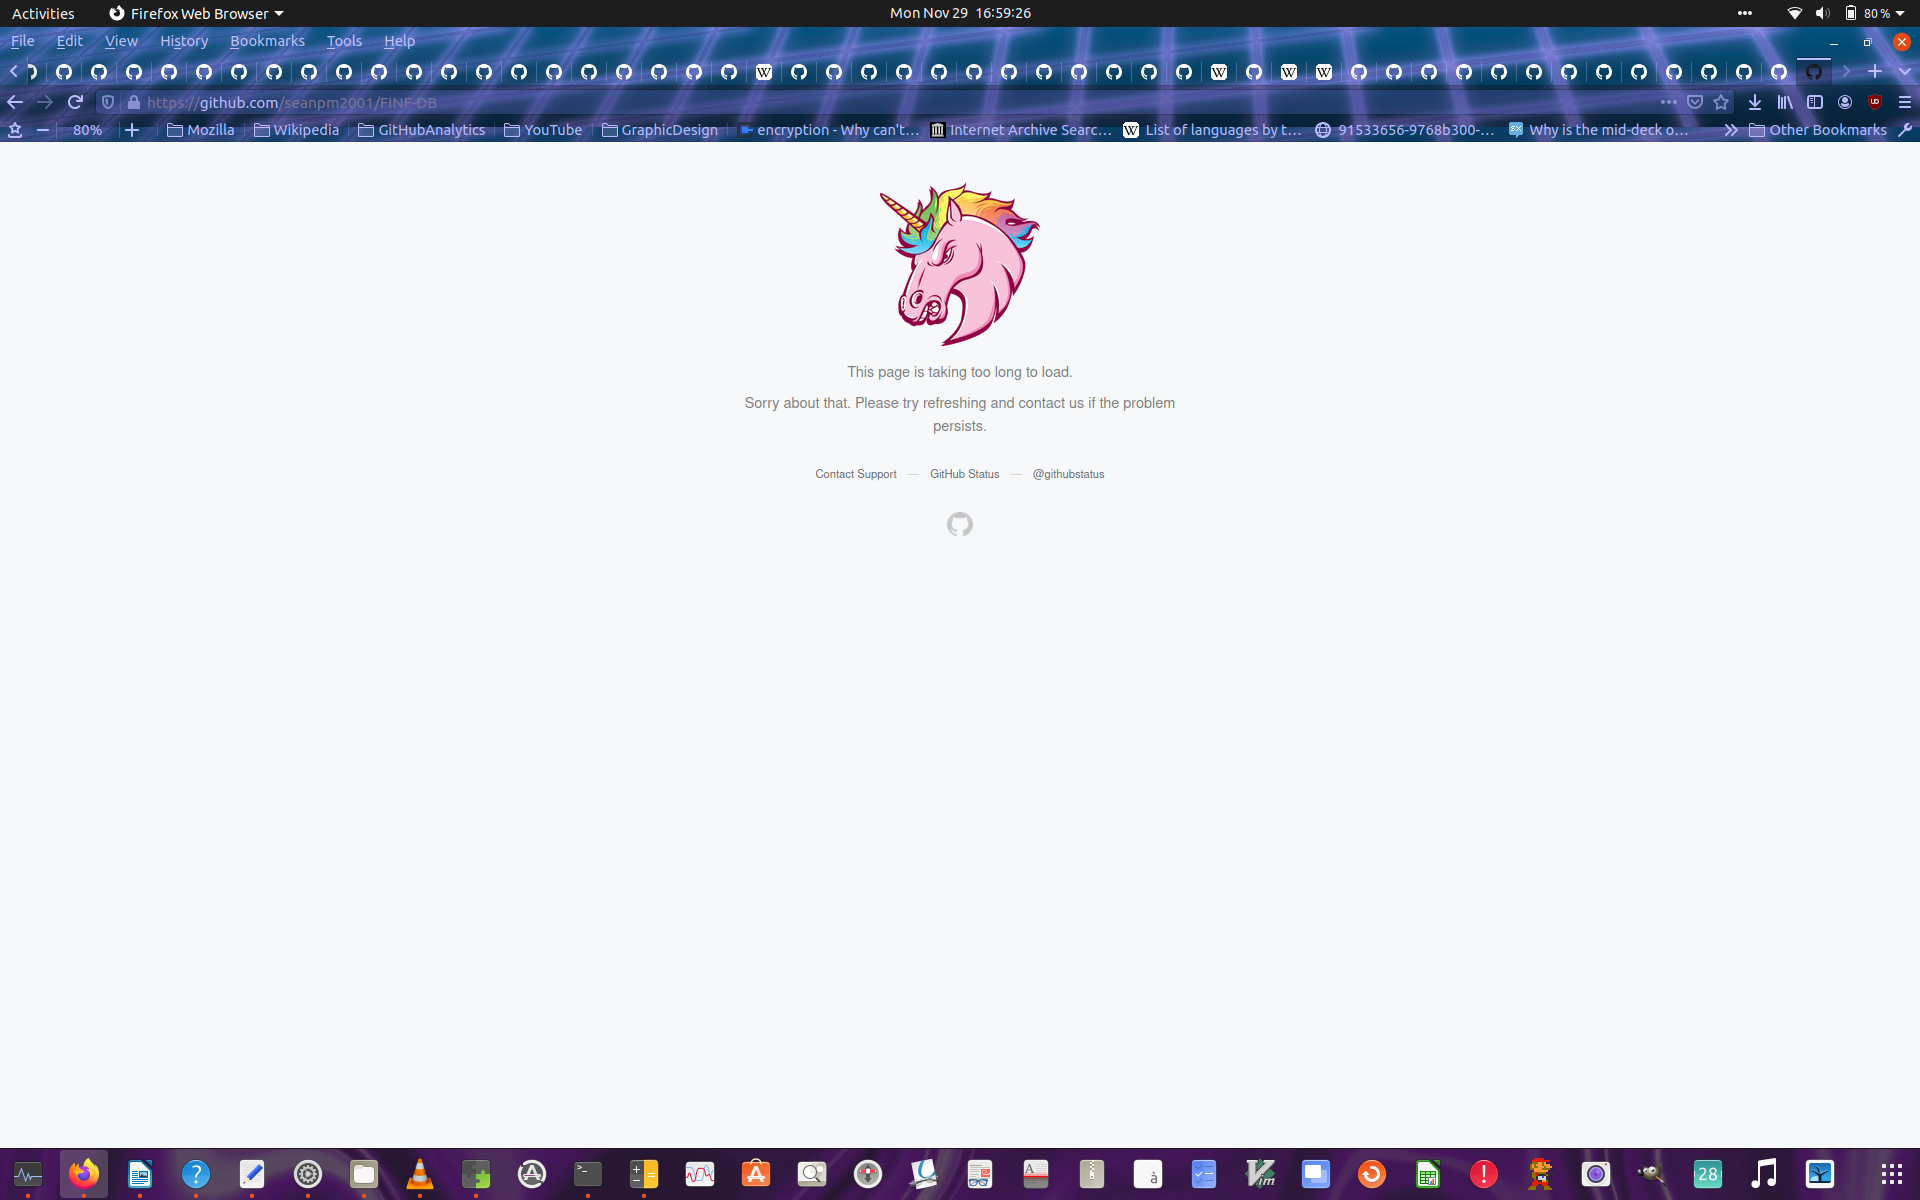 Activities Firefox Web Browser Mon Nov 29 16:59:26 80 %
File Edit View History Bookmarks Tools Help
W W W W
https://github.com/seanpm2001/FINF-DB
80% Mozilla Wikipedia GitHubAnalytics YouTube GraphicDesign encryption - Why can't... Internet Archive Searc... W List of languages by t... 91533656-9768b300-... Why is the mid-deck o... Other Bookmarks
This page is taking too long to load.
Sorry about that. Please try refreshing and contact us if the problem
persists.
Contact Support — GitHub Status — @githubstatus
28